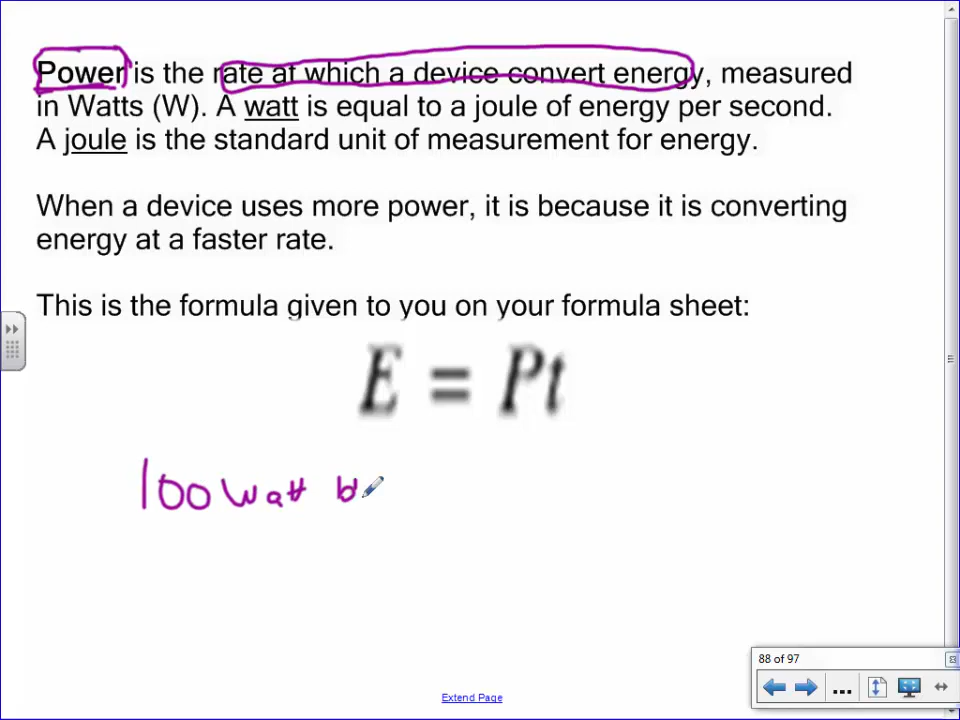 Power is the rate at which a device convert energy, measured
in Watts (W). A watt is equal to a joule of energy per second.
A joule is the standard unit of measurement for energy.
When a device uses more power, it is because it is converting
energy at a faster rate.
This is the formula given to you on your formula sheet:
E = Pt
100 Watt
88 of 97
...
Extend Page